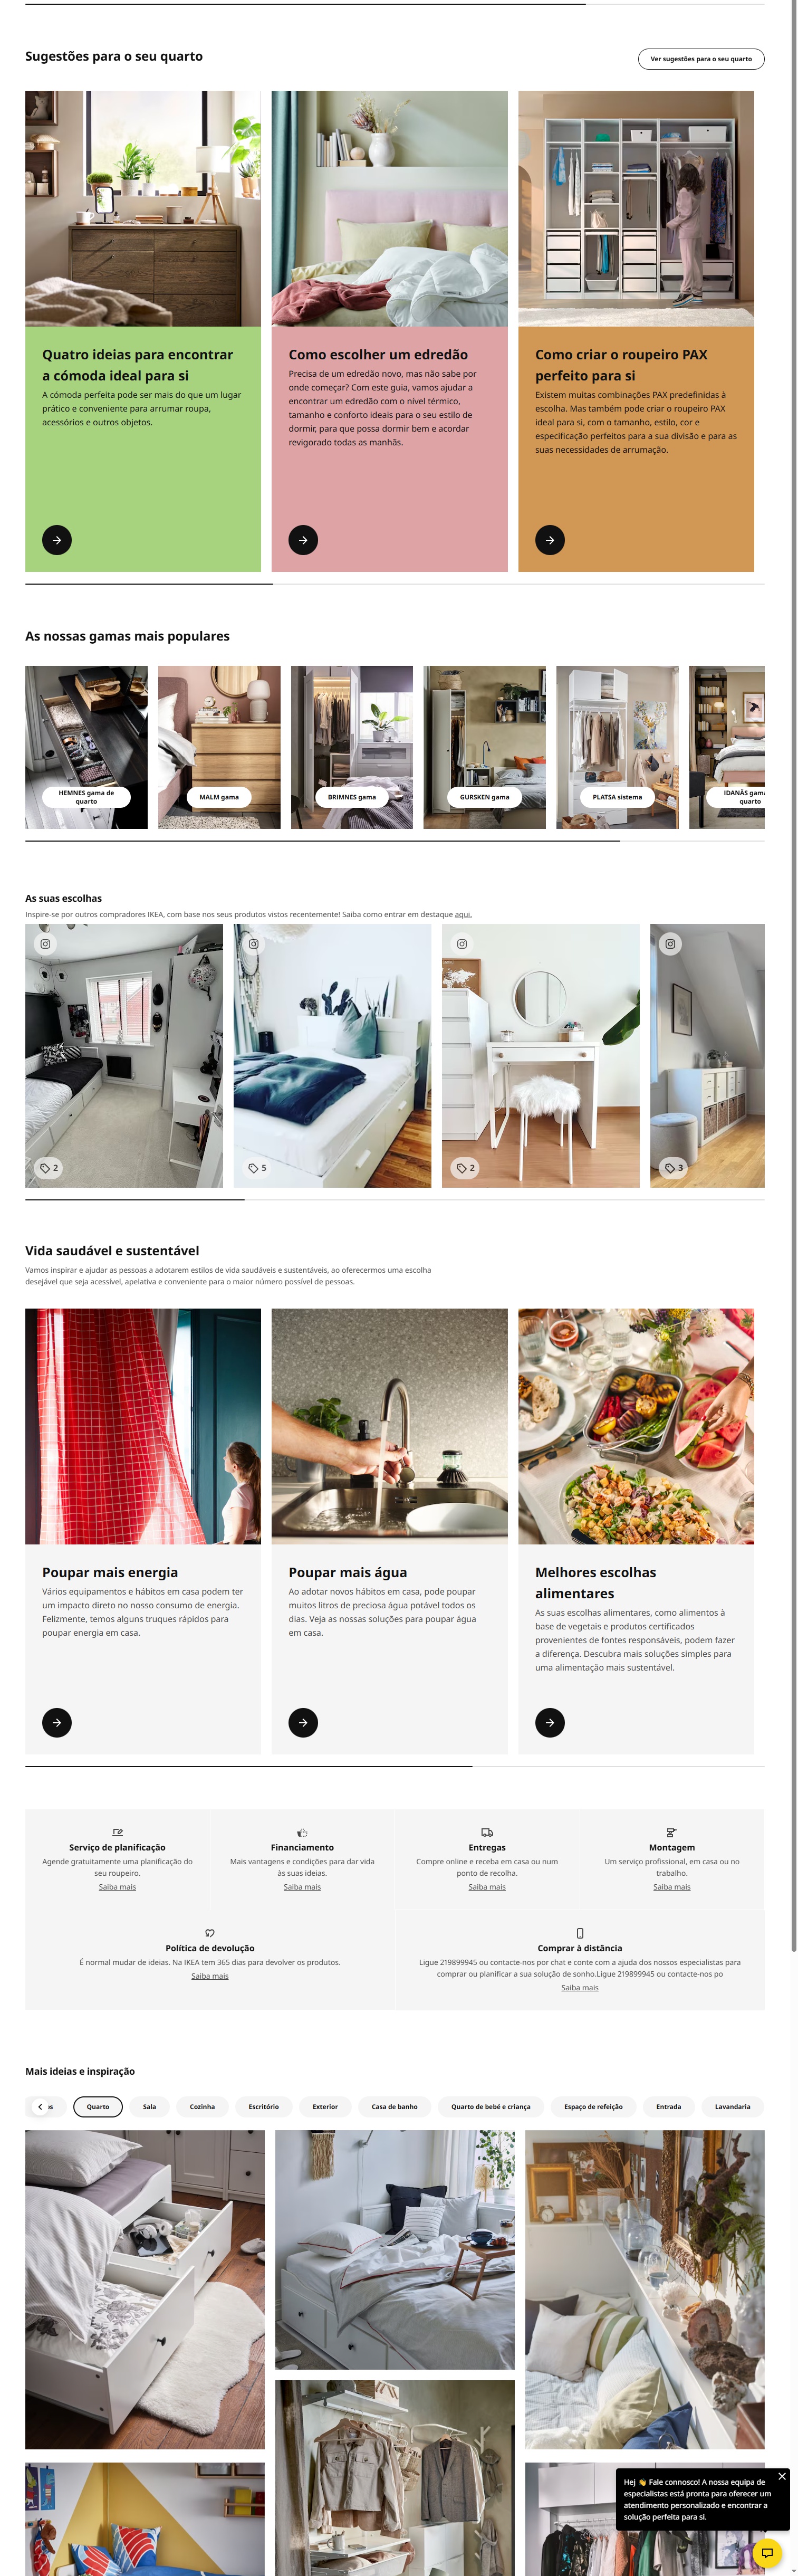 Sugestões para o seu quarto
Ver sugestões para o seu quarto
Quatro ideias para encontrar
a cómoda ideal para si
A cómoda perfeita pode ser mais do que um lugar
prático e conveniente para arrumar roupa,
acessórios e outros objetos.
Como escolher um edredão
Precisa de um edredão novo, mas não sabe por
onde começar? Com este guia, vamos ajudar a
encontrar um edredão com o nível térmico,
tamanho e conforto ideais para o seu estilo de
dormir, para que possa dormir bem e acordar
revigorado todas as manhãs.
Como criar o roupeiro PAX
perfeito para si
Existem muitas combinações PAX predefinidas à
escolha. Mas também pode criar o roupeiro PAX
ideal para si, com o tamanho, estilo, cor e
especificação perfeitos para a sua divisão e para as
suas necessidades de arrumação.
As nossas gamas mais populares
HEMNES gama de
quarto
MALM gama
BRIMNES gama
GURSKEN gama
PLATSA sistema
IDANÄS gam
quarto
As suas escolhas
Inspire-se por outros compradores IKEA, com base nos seus produtos vistos recentemente! Saiba como entrar em destaque aqui.
2
5
2
3
Vida saudável e sustentável
Vamos inspirar e ajudar as pessoas a adotarem estilos de vida saudáveis e sustentáveis, ao oferecermos uma escolha
desejável que seja acessível, apelativa e conveniente para o maior número possível de pessoas.
Poupar mais energia
Vários equipamentos e hábitos em casa podem ter
um impacto direto no nosso consumo de energia.
Felizmente, temos alguns truques rápidos para
poupar energia em casa.
Poupar mais água
Ao adotar novos hábitos em casa, pode poupar
muitos litros de preciosa água potável todos os
dias. Veja as nossas soluções para poupar água
em casa.
Melhores escolhas
alimentares
As suas escolhas alimentares, como alimentos à
base de vegetais e produtos certificados
provenientes de fontes responsáveis, podem fazer
a diferença. Descubra mais soluções simples para
uma alimentação mais sustentável.
Serviço de planificação
Agende gratuitamente uma planificação do
seu roupeiro.
Saiba mais
Financiamento
Mais vantagens e condições para dar vida
às suas ideias.
Saiba mais
Entregas
Compre online e receba em casa ou num
ponto de recolha.
Saiba mais
Montagem
Um serviço profissional, em casa ou no
trabalho.
Saiba mais
Política de devolução
É normal mudar de ideias. Na IKEA tem 365 dias para devolver os produtos.
Saiba mais
Comprar à distância
Ligue 219899945 ou contacte-nos por chat e conte com a ajuda dos nossos especialistas para
comprar ou planificar a sua solução de sonho.Ligue 219899945 ou contacte-nos po
Saiba mais
Mais ideias e inspiração
os
Quarto
Sala
Cozinha
Escritório
Exterior
Casa de banho
Quarto de bebé e criança
Espaço de refeição
Entrada
Lavandaria
Hej 👋 Fale connosco! A nossa equipa de
especialistas está pronta para oferecer um
atendimento personalizado e encontrar a
solução perfeita para si.